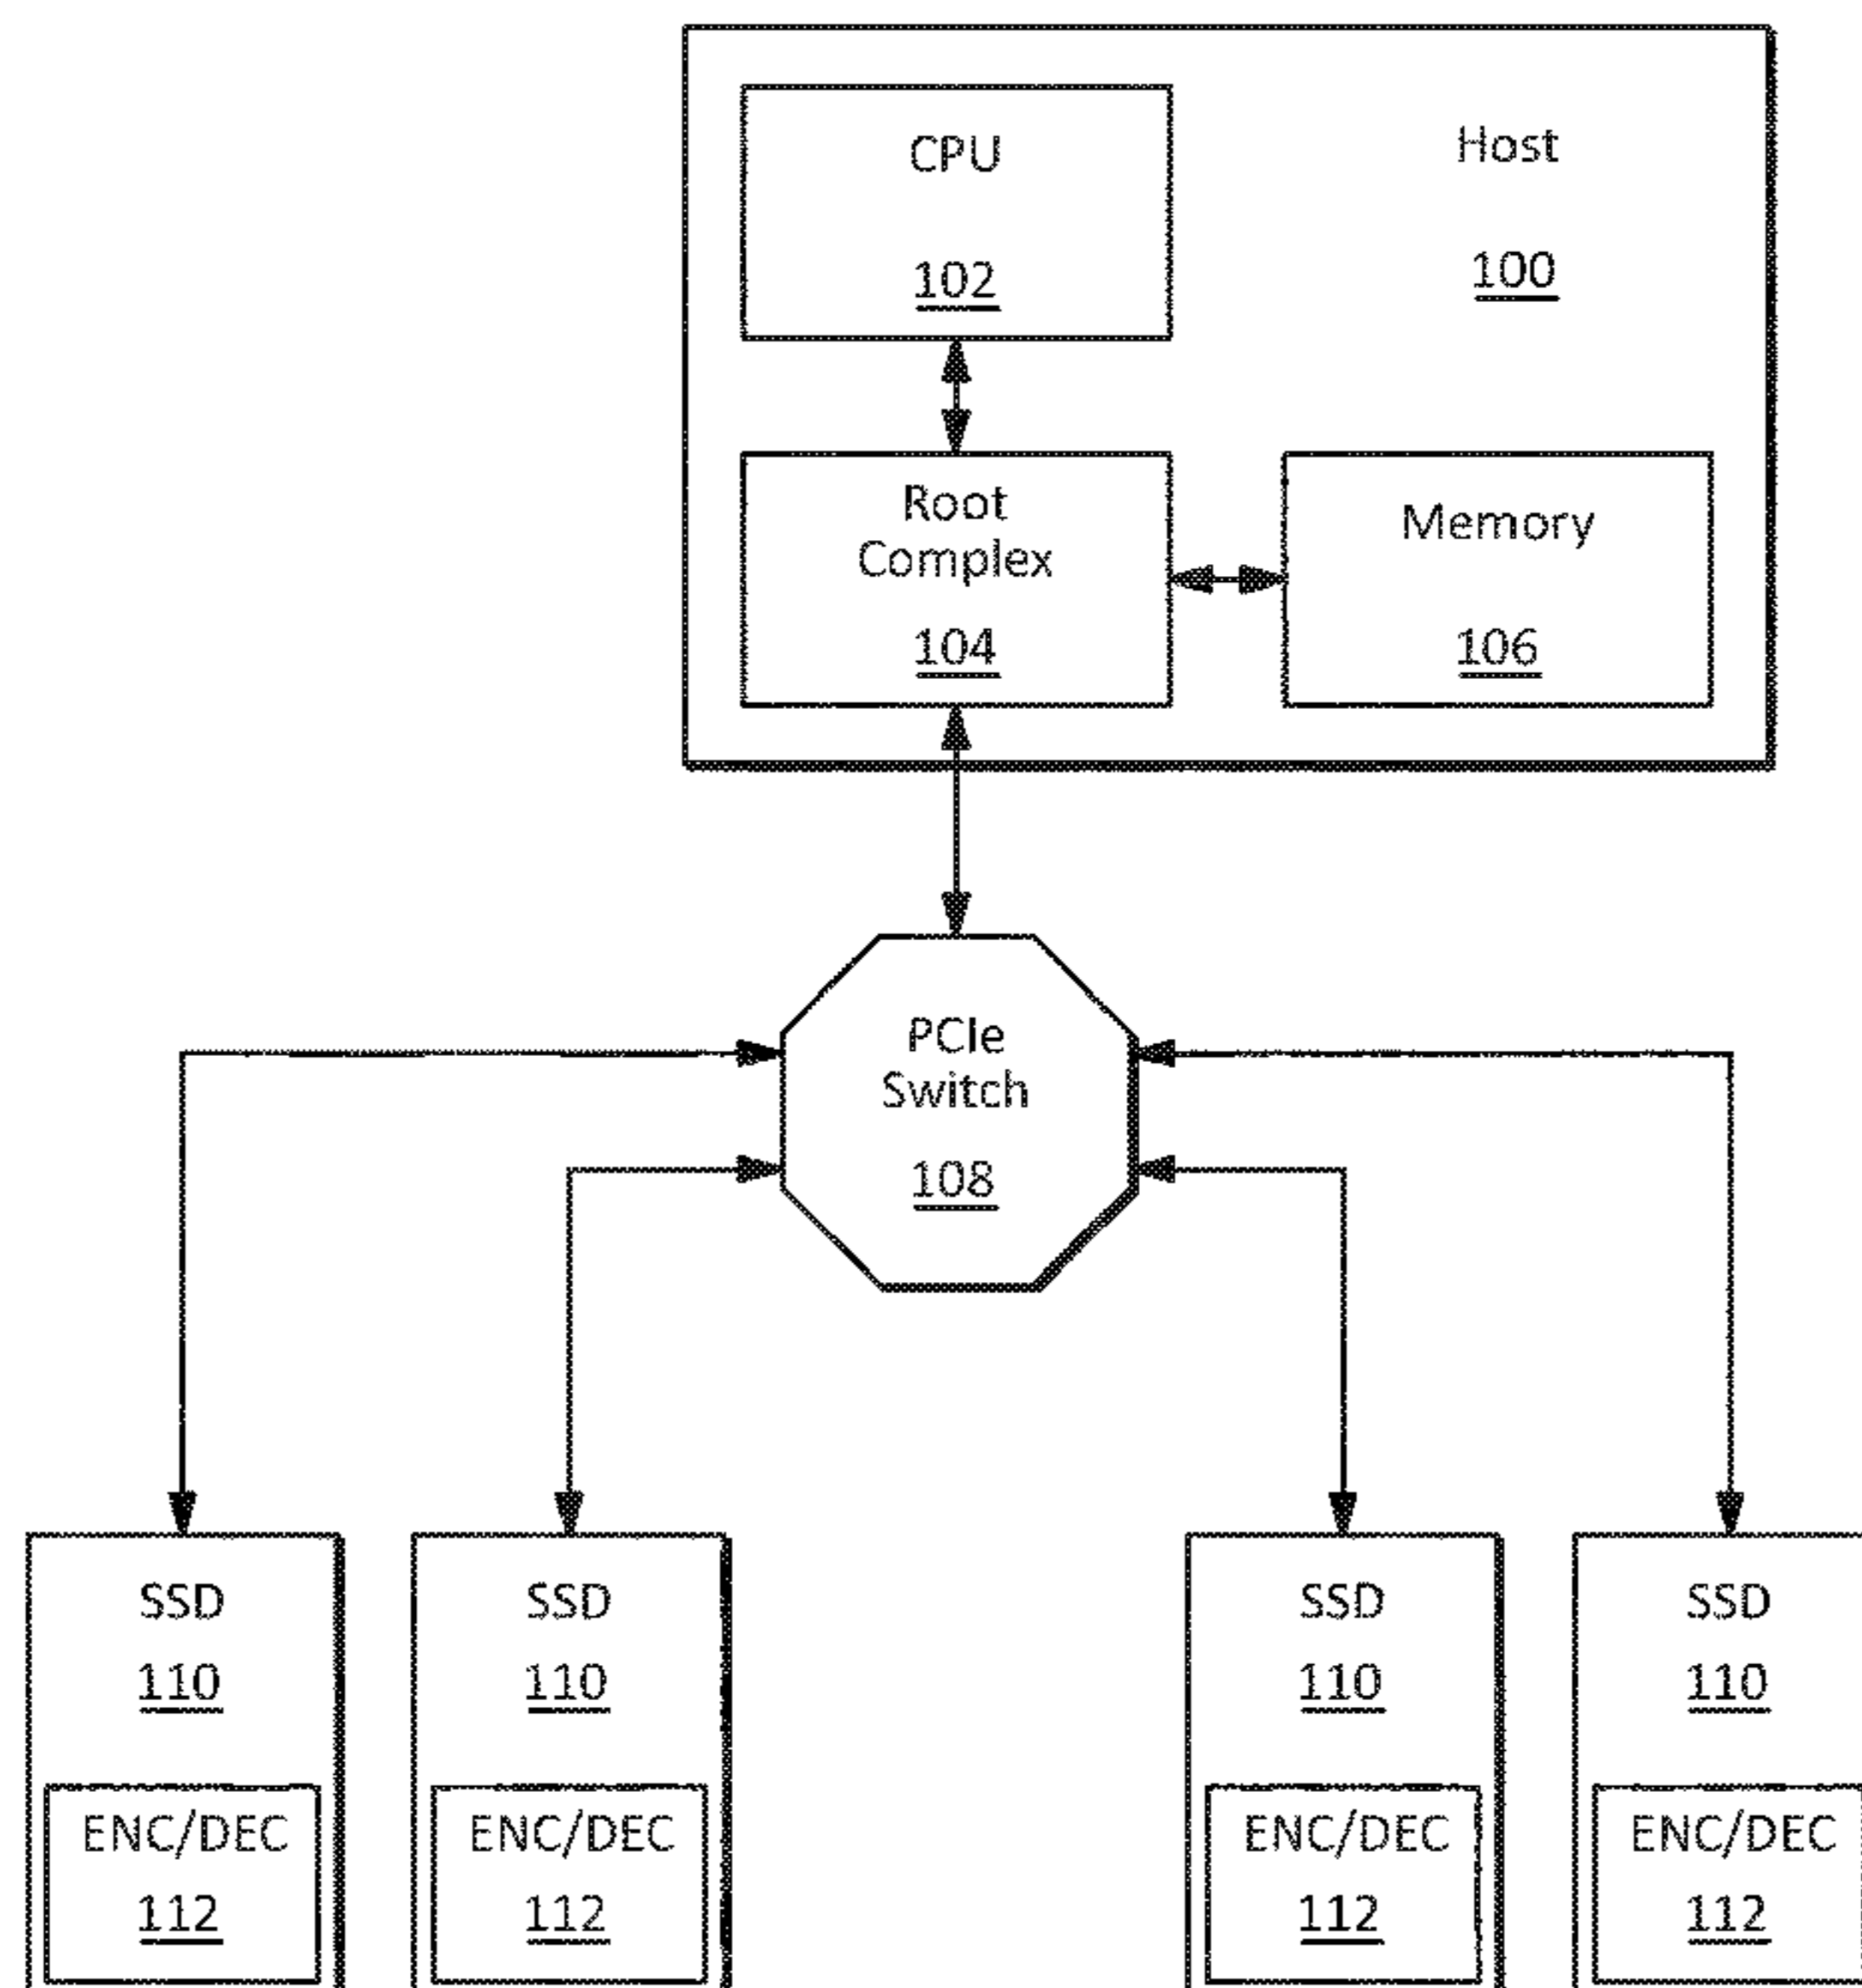 CPU
102
Host
100
Root
Complex
104
Memory
106
PCIe
Switch
108
SSD
110
ENC/DEC
112
SSD
110
ENC/DEC
112
SSD
110
ENC/DEC
112
SSD
110
ENC/DEC
112